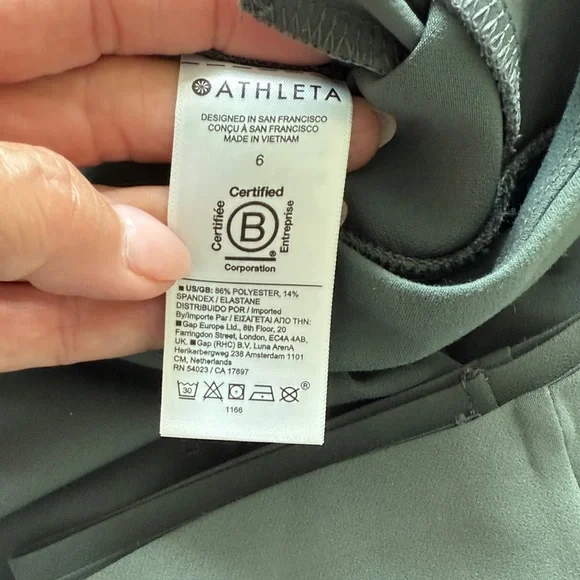 ATHLETA
DESIGNED IN SAN FRANCISCO
CONÇU À SAN FRANCISCO
MADE IN VIETNAM
6
Certified
Certifiée
B
Entreprise
®
Corporation
■ US/GB: 86% POLYESTER, 14%
SPANDEX / ELASTANE
DISTRIBUIDO POR / Imported
By/Importe Par / ΕΙΣΑΓΕΤΑΙ ΑΠΟ ΤΗΝ:
■ Gap Europe Ltd., 8th Floor, 20
Farringdon Street, London, EC4A 4AB,
UK. ■ Gap (RHC) B.V. Luna ArenA
Herikerbergweg 238 Amsterdam 1101
CM, Netherlands
RN 54023 / CA 17897
30 ®
1166